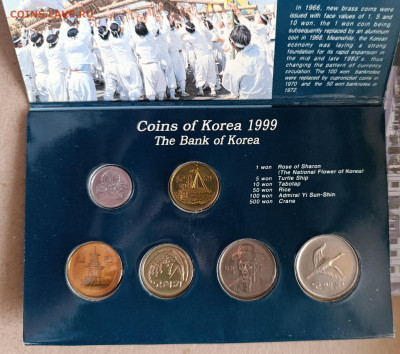 COINSS.RU
In 1966, new brass coins were
issued with face values of 1, 5 and
10 won, the 1 won coin being
subsequently replaced by an aluminum
coin in 1968. Meanwhile, the Korean
economy was laying a strong
foundation for its rapid expansion in
the mid and late 1960's, thus
changing the pattern of currency
circulation. The 100 won banknotes
were replaced by cupronickel coins in
1970 and the 50 won banknotes in
1972.
Coins of Korea 1999
The Bank of Korea
1 won Rose of Sharon
(The National Flower of Korea)
5 won Turtle Ship
10 won Tabotap
50 won Rice
100 won Admiral Yi Sun-Shin
500 won Crane